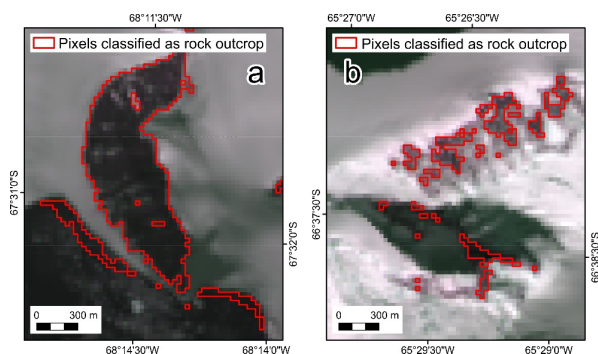 68°11'30"W
65°27'0"W
65°26'30"W
Pixels classified as rock outcrop
Pixels classified as rock outcrop
a
b
67°31'0"S
67°32'0"S
66°37'30"S
66°38'30"S
0 300 m
0 300 m
68°14'30"W
68°14'0"W
65°29'30"W
65°29'0"W